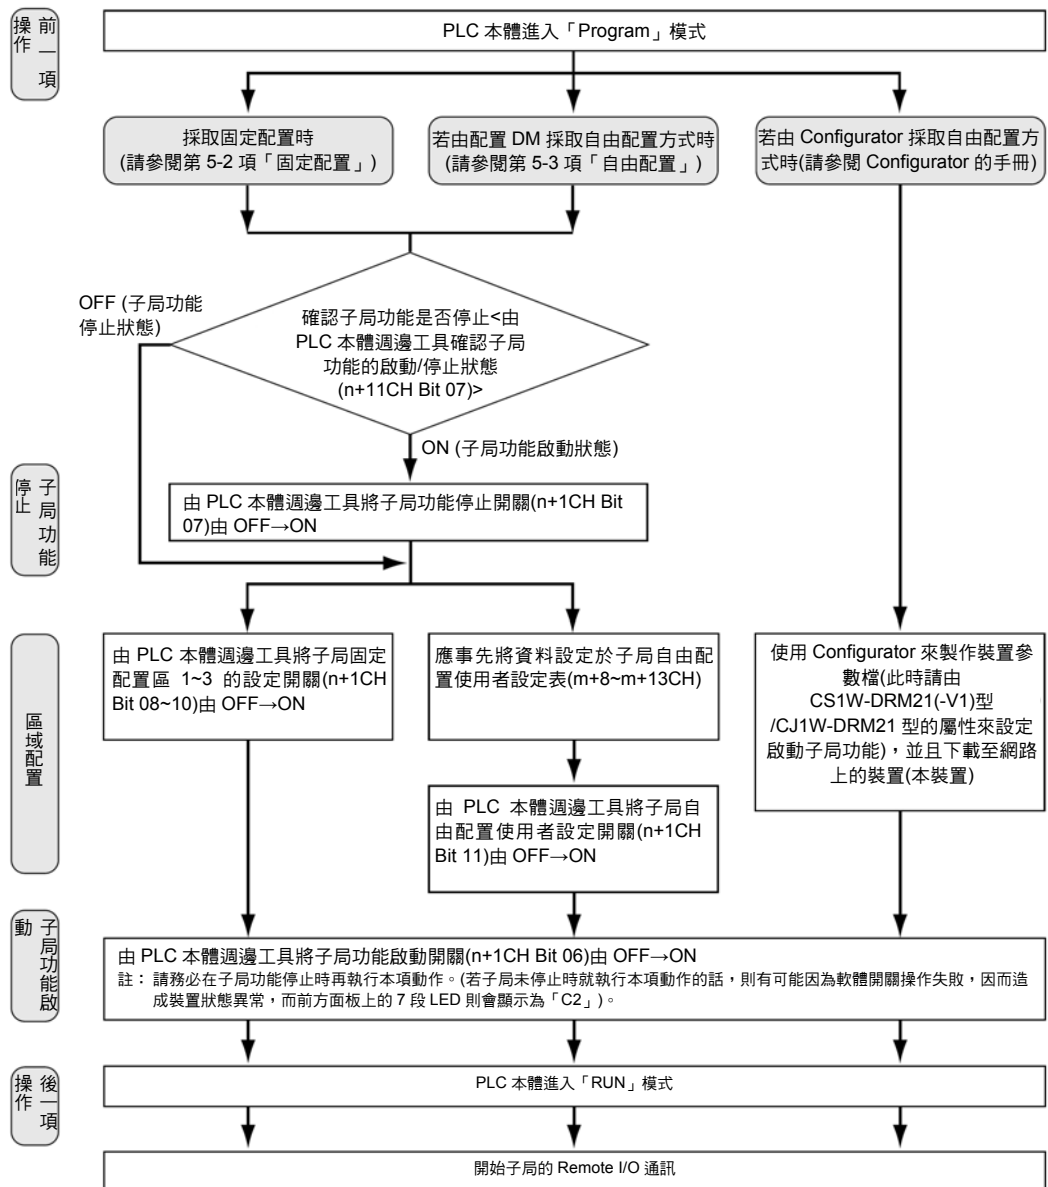 前一項
操作
PLC 本體進入「Program」模式
採取固定配置時
(請參閱第 5-2 項「固定配置」)
若由配置 DM 採取自由配置方式時
(請參閱第 5-3 項「自由配置」)
若由 Configurator 採取自由配置方
式時(請參閱 Configurator 的手冊)
OFF (子局功能
停止狀態)
確認子局功能是否停止<由
PLC 本體週邊工具確認子局
功能的啟動/停止狀態
(n+11CH Bit 07)>
ON (子局功能啟動狀態)
子局功能
停止
由 PLC 本體週邊工具將子局功能停止開關(n+1CH Bit
07)由 OFF→ON
區域配置
由 PLC 本體週邊工具將子局固定
配置區 1~3 的設定開關(n+1CH
Bit 08~10)由 OFF→ON
應事先將資料設定於子局自由配
置使用者設定表(m+8~m+13CH)
由 PLC 本體週邊工具將子局自
由配置使用者設定開關(n+1CH
Bit 11)由 OFF→ON
使用 Configurator 來製作裝置參
數檔(此時請由
CS1W-DRM21(-V1)型
/CJ1W-DRM21 型的屬性來設定
啟動子局功能)，並且下載至網路
上的裝置(本裝置)
子局功能啟
動
由 PLC 本體週邊工具將子局功能啟動開關(n+1CH Bit 06)由 OFF→ON
註： 請務必在子局功能停止時再執行本項動作。(若子局未停止時就執行本項動作的話，則有可能因為軟體開關操作失敗，因而造
成裝置狀態異常，而前方面板上的 7 段 LED 則會顯示為「C2」)。
後一項
操作
PLC 本體進入「RUN」模式
開始子局的 Remote I/O 通訊